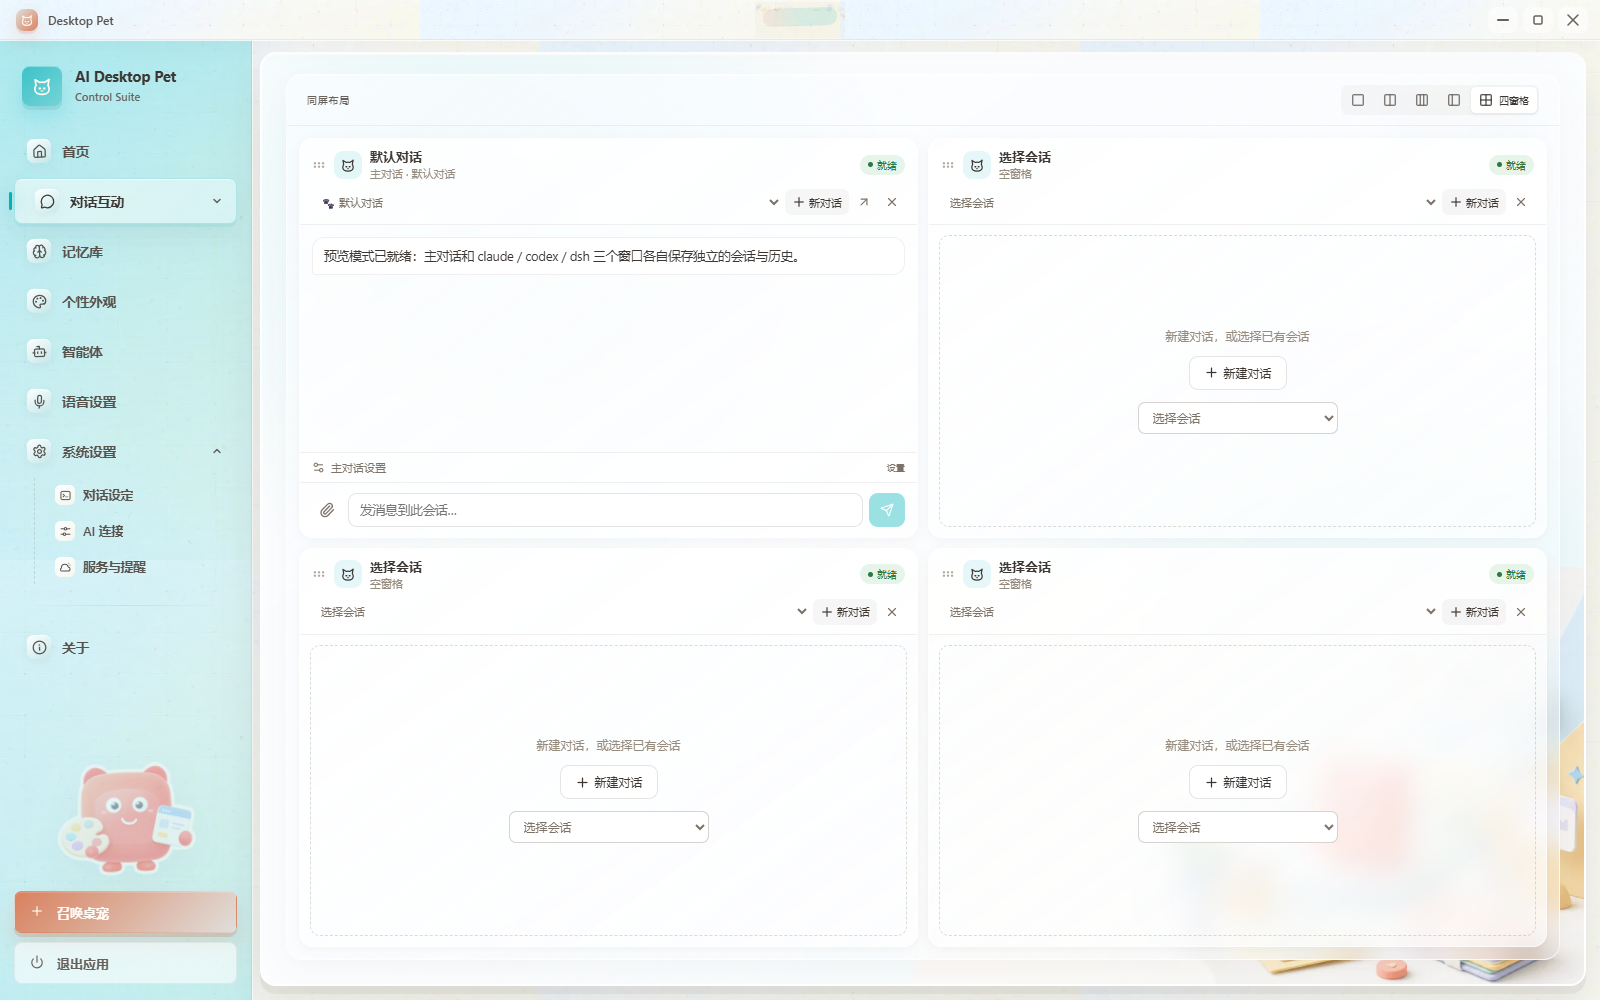 Desktop Pet
AI Desktop Pet
Control Suite
首页
对话互动
记忆库
个性外观
智能体
语音设置
系统设置
对话设定
AI 连接
服务与提醒
关于
召唤桌宠
退出应用
同屏布局
四窗格
默认对话
主对话 · 默认对话
就绪
默认对话
新对话
预览模式已就绪：主对话和 claude / codex / dsh 三个窗口各自保存独立的会话与历史。
主对话设置
设置
发消息到此会话...
选择会话
空窗格
就绪
选择会话
新对话
新建对话，或选择已有会话
新建对话
选择会话
选择会话
空窗格
就绪
选择会话
新对话
新建对话，或选择已有会话
新建对话
选择会话
选择会话
空窗格
就绪
选择会话
新对话
新建对话，或选择已有会话
新建对话
选择会话